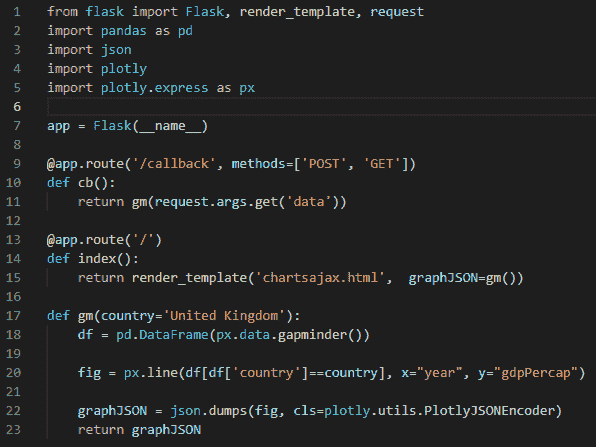 1 from flask import Flask, render_template, request
2 import pandas as pd
3 import json
4 import plotly
5 import plotly.express as px
6
7 app = Flask(__name__)
8
9 @app.route('/callback', methods=['POST', 'GET'])
10 def cb():
11     return gm(request.args.get('data'))
12
13 @app.route('/')
14 def index():
15     return render_template('chartsajax.html',  graphJSON=gm())
16
17 def gm(country='United Kingdom'):
18     df = pd.DataFrame(px.data.gapminder())
19
20     fig = px.line(df[df['country']==country], x="year", y="gdpPercap")
21
22     graphJSON = json.dumps(fig, cls=plotly.utils.PlotlyJSONEncoder)
23     return graphJSON